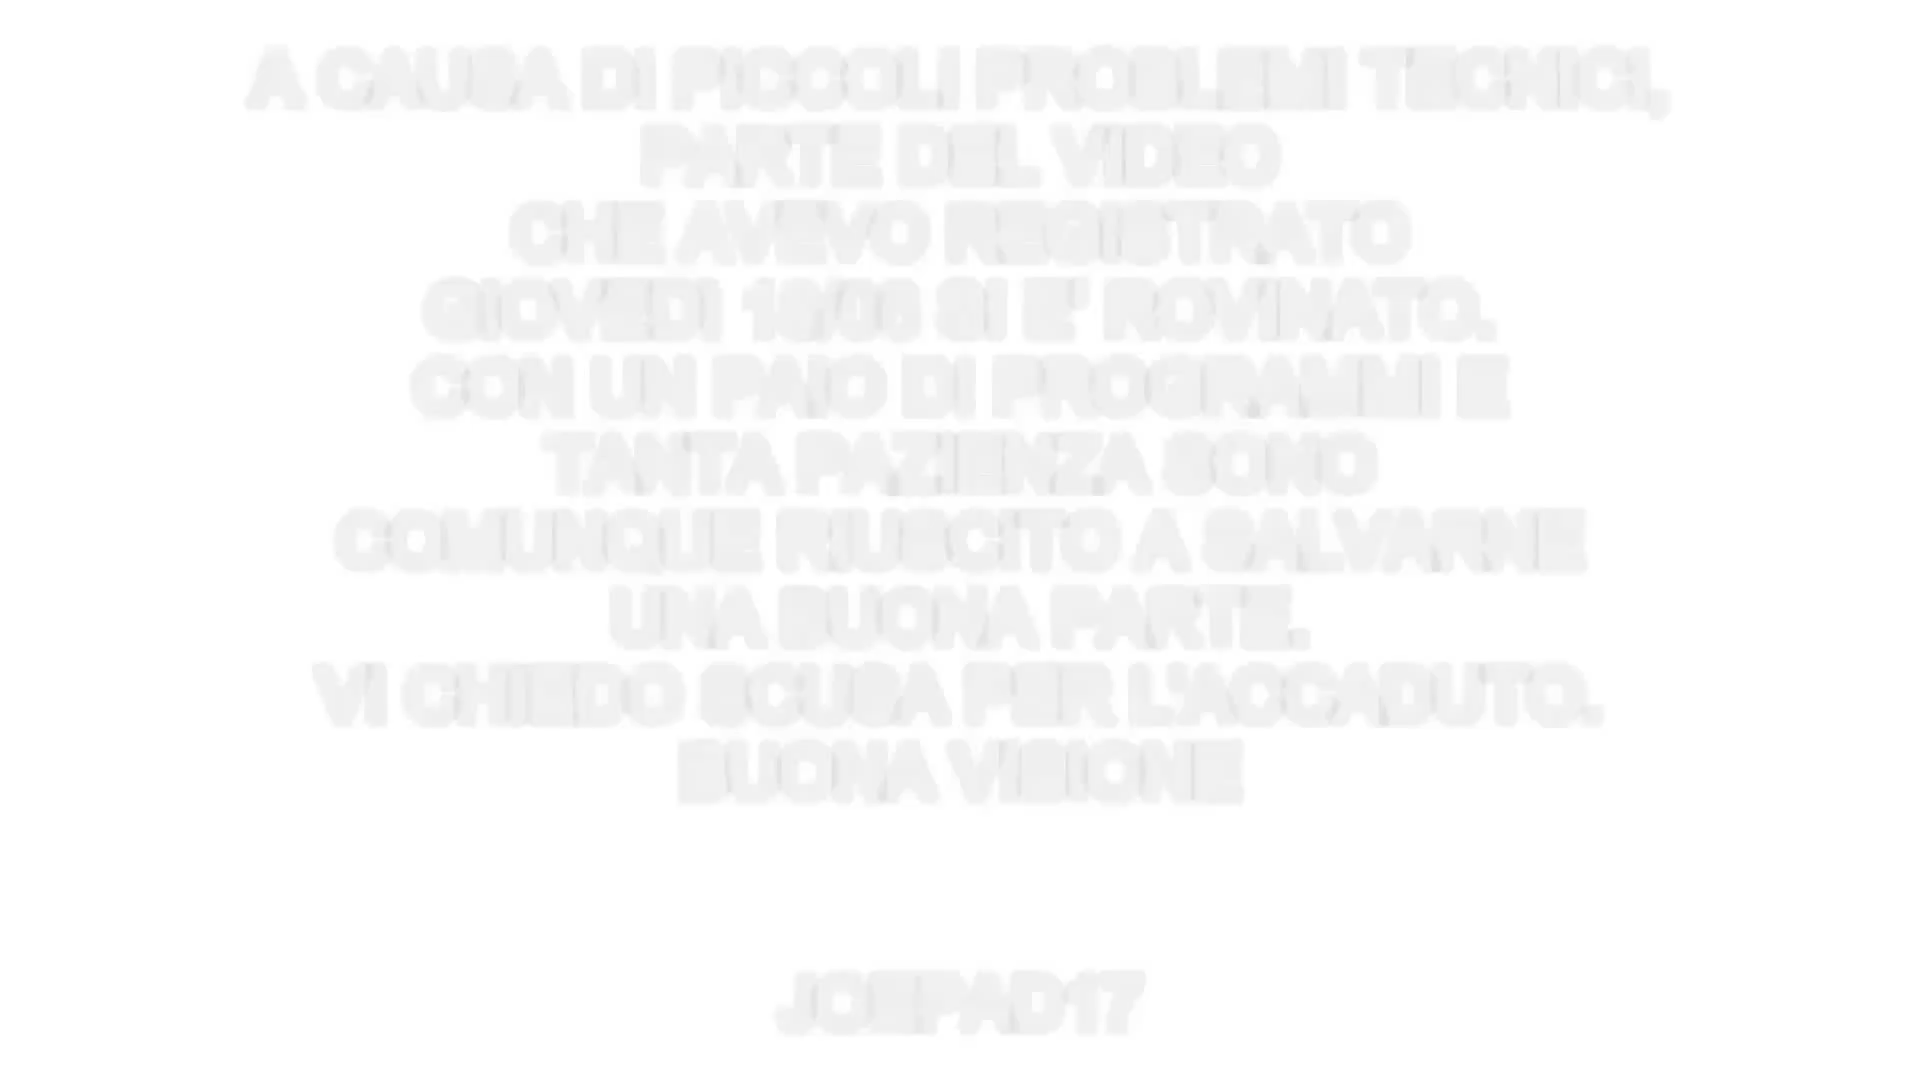 A CAUSA DI PICCOLI PROBLEMI TECNICI,
PARTE DEL VIDEO
CHE AVEVO REGISTRATO
GIOVEDI SI E' ROVINATO.
CON UN PAIO DI PROGRAMMI E
TANTA PAZIENZA SONO
COMUNQUE RIUSCITO A SALVARNE
UNA BUONA PARTE.
VI CHIEDO SCUSA PER L'ACCADUTO.
BUONA VISIONE
JOEPAD17